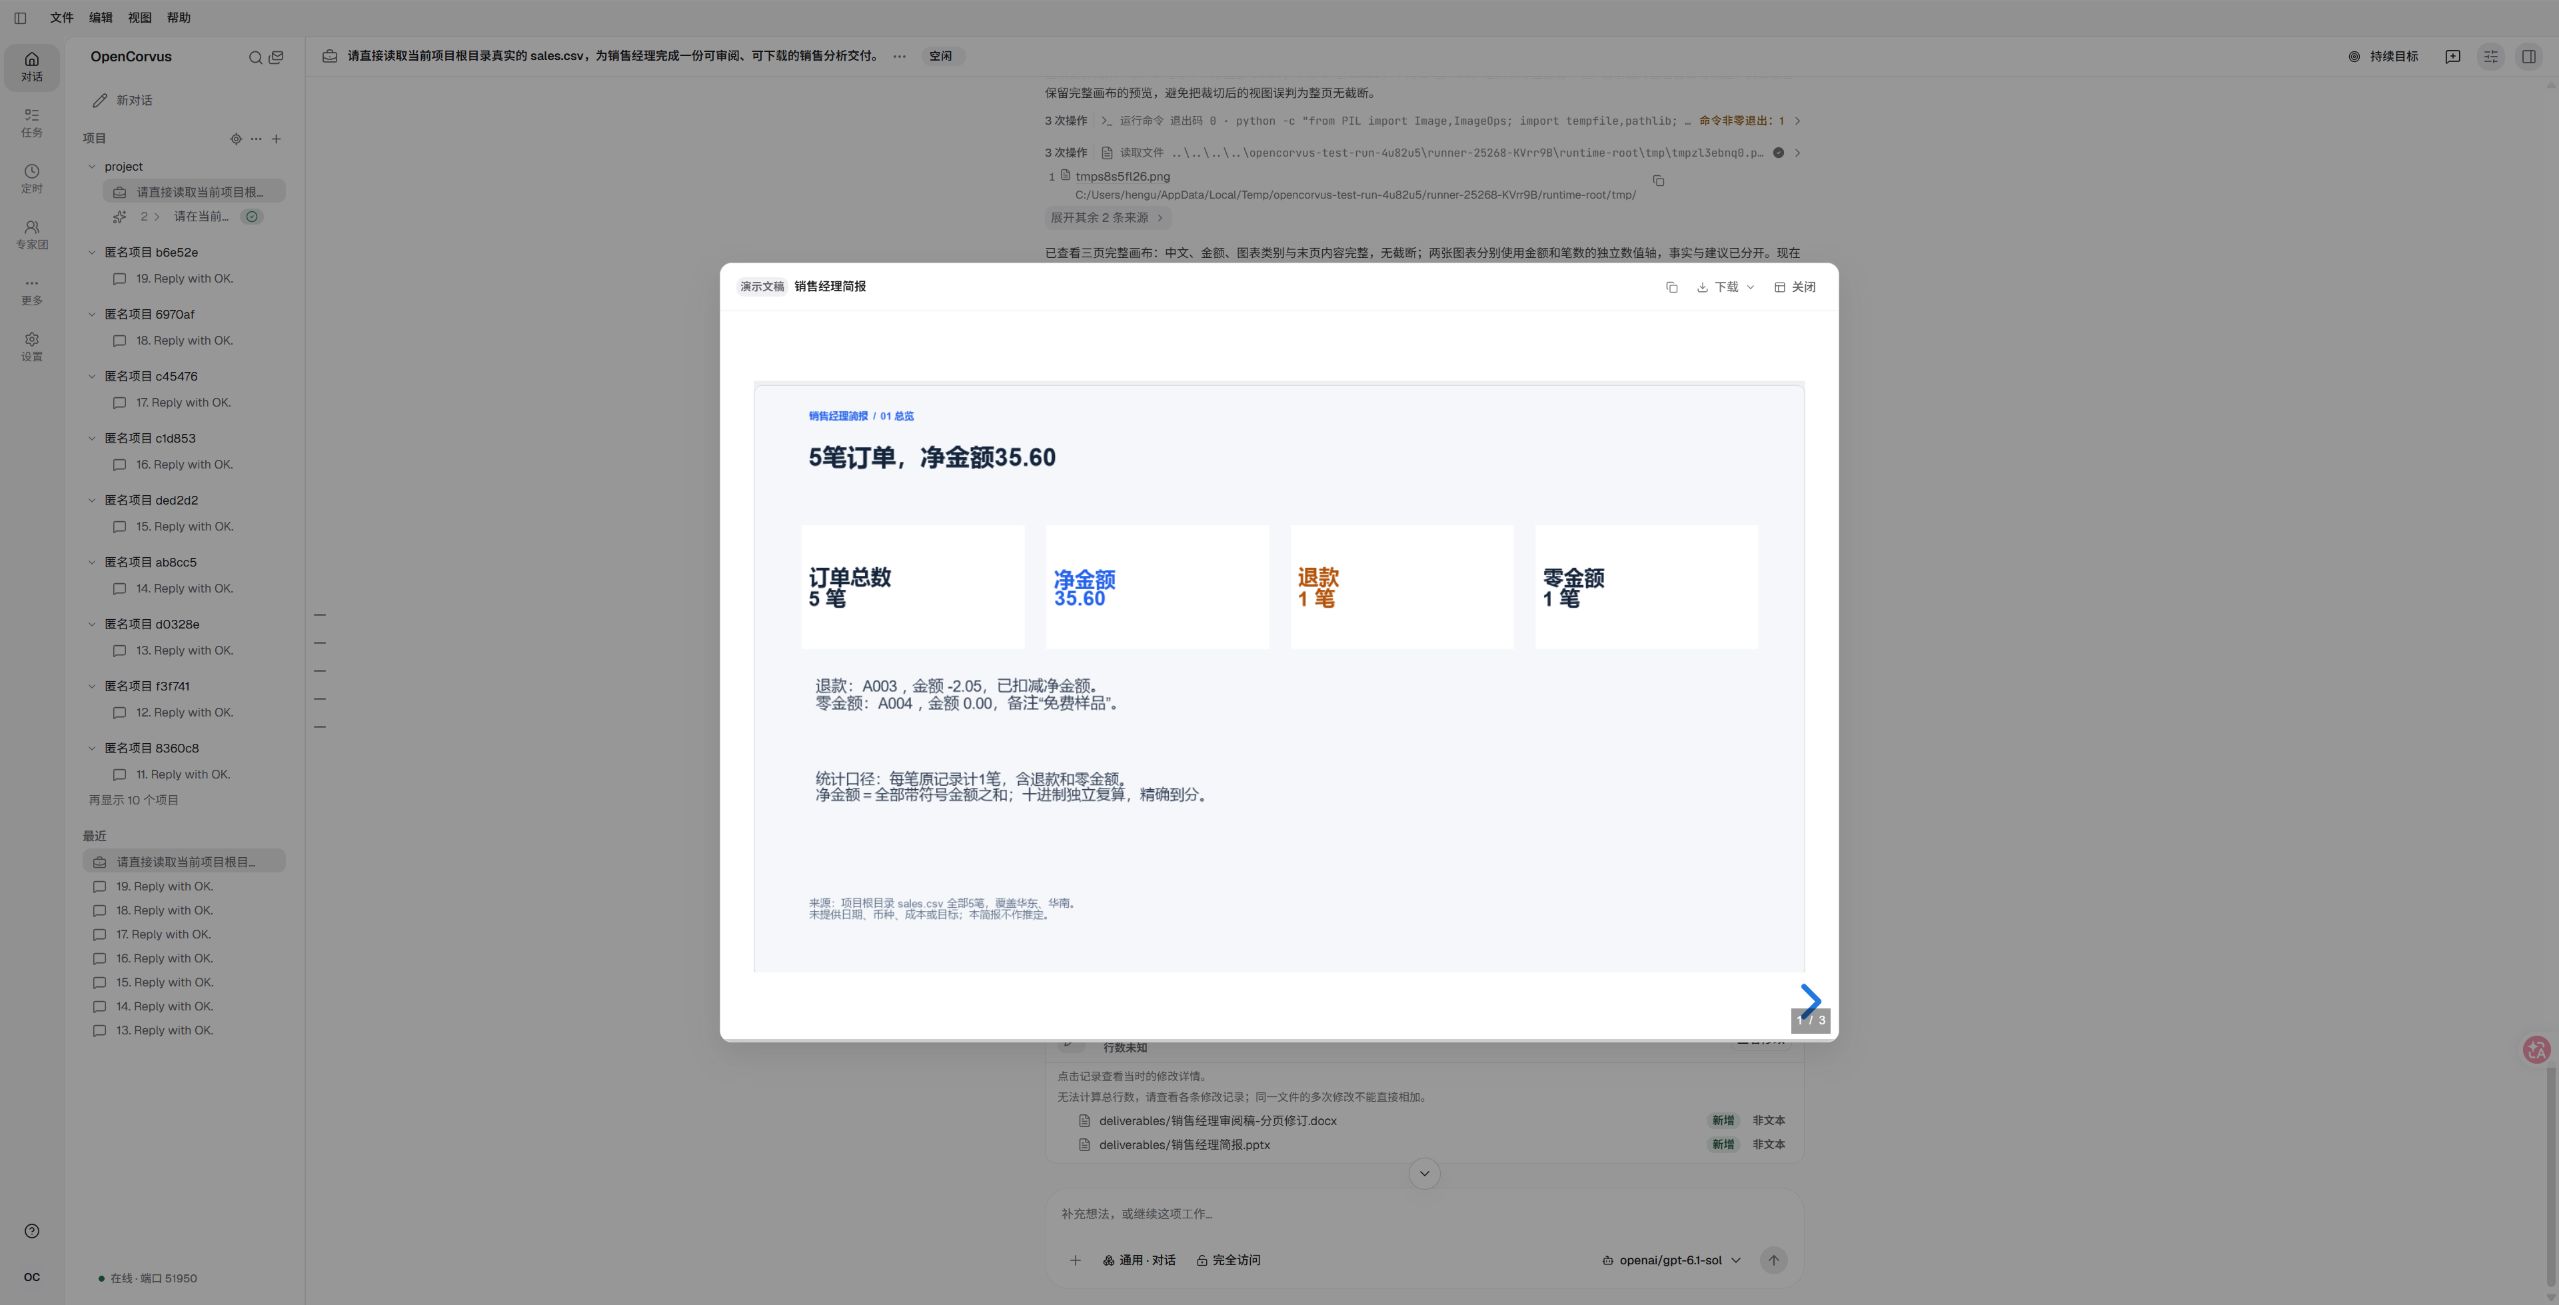 文件 编辑 视图 帮助
对话
任务
定时
专家团
更多
设置
OC
OpenCorvus
新对话
项目
project
请直接读取当前项目根...
2 请在当前...
匿名项目 b6e52e
19. Reply with OK.
匿名项目 6970af
18. Reply with OK.
匿名项目 c45476
17. Reply with OK.
匿名项目 c1d853
16. Reply with OK.
匿名项目 ded2d2
15. Reply with OK.
匿名项目 ab8cc5
14. Reply with OK.
匿名项目 d0328e
13. Reply with OK.
匿名项目 f3f741
12. Reply with OK.
匿名项目 8360c8
11. Reply with OK.
再显示 10 个项目
最近
请直接读取当前项目根目...
19. Reply with OK.
18. Reply with OK.
17. Reply with OK.
16. Reply with OK.
15. Reply with OK.
14. Reply with OK.
13. Reply with OK.
在线 · 端口 51950
请直接读取当前项目根目录真实的 sales.csv，为销售经理完成一份可审阅、可下载的销售分析交付。 ... 空闲
持续目标
保留完整画布的预览，避免把裁切后的视图误判为整页无截断。
3 次操作 >_ 运行命令 退出码 0 · python -c "from PIL import Image,ImageOps; import tempfile,pathlib; … 命令非零退出：1
3 次操作 读取文件 ..\..\..\..\opencorvus-test-run-4u82u5\runner-25268-KVrr9B\runtime-root\tmp\tmpzl3ebnq0.p…
1 tmps8s5fl26.png
C:/Users/hengu/AppData/Local/Temp/opencorvus-test-run-4u82u5/runner-25268-KVrr9B/runtime-root/tmp/
展开其余 2 条来源
已查看三页完整画布：中文、金额、图表类别与末页内容完整，无截断；两张图表分别使用金额和笔数的独立数值轴，事实与建议已分开。现在
演示文稿 销售经理简报
下载 关闭
销售经理简报 / 01 总览
5笔订单，净金额35.60
订单总数
5 笔
净金额
35.60
退款
1 笔
零金额
1 笔
退款：A003 , 金额 -2.05，已扣减净金额。
零金额：A004 , 金额 0.00，备注“免费样品”。
统计口径：每笔原记录计1笔，含退款和零金额。
净金额 = 全部带符号金额之和；十进制独立复算，精确到分。
来源：项目根目录 sales.csv 全部5笔，覆盖华东、华南。
未提供日期、币种、成本或目标；本简报不作推定。
1 / 3
行数未知
点击记录查看当时的修改详情。
无法计算总行数，请查看各条修改记录；同一文件的多次修改不能直接相加。
deliverables/销售经理审阅稿-分页修订.docx 新增 非文本
deliverables/销售经理简报.pptx 新增 非文本
补充想法，或继续这项工作...
通用 · 对话 完全访问 openai/gpt-6.1-sol